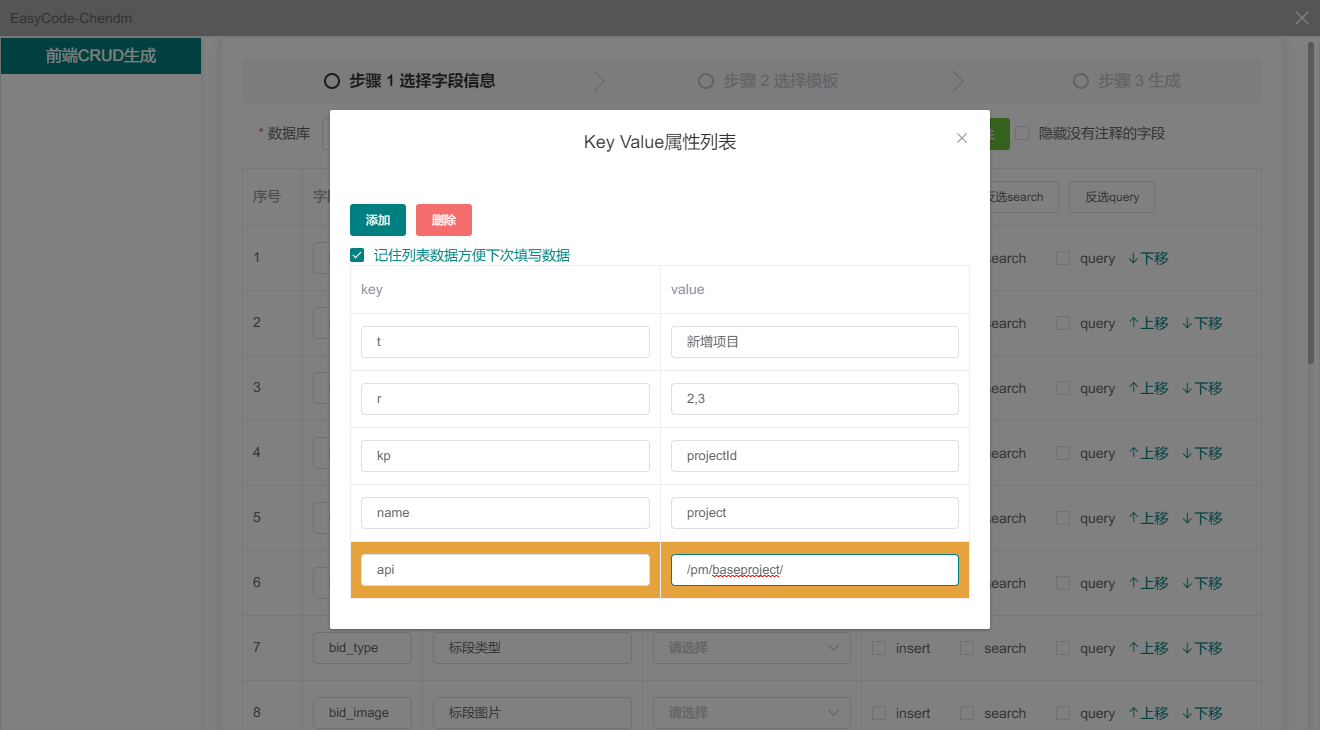 EasyCode-Chendm
前端CRUD生成
步骤 1 选择字段信息 步骤 2 选择模板 步骤 3 生成
* 数据库 隐藏没有注释的字段
Key Value属性列表
序号 反选search 反选query
添加 删除
记住列表数据方便下次填写数据
1 search query 下移
key value
2 search query 上移 下移
t 新增项目
3 search query 上移 下移
r 2,3
4 search query 上移 下移
kp projectId
5 search query 上移 下移
name project
6 search query 上移 下移
api /pm/baseproject/
7 bid_type 标段类型 请选择 insert search query 上移 下移
8 bid_image 标段图片 请选择 insert search query 上移 下移